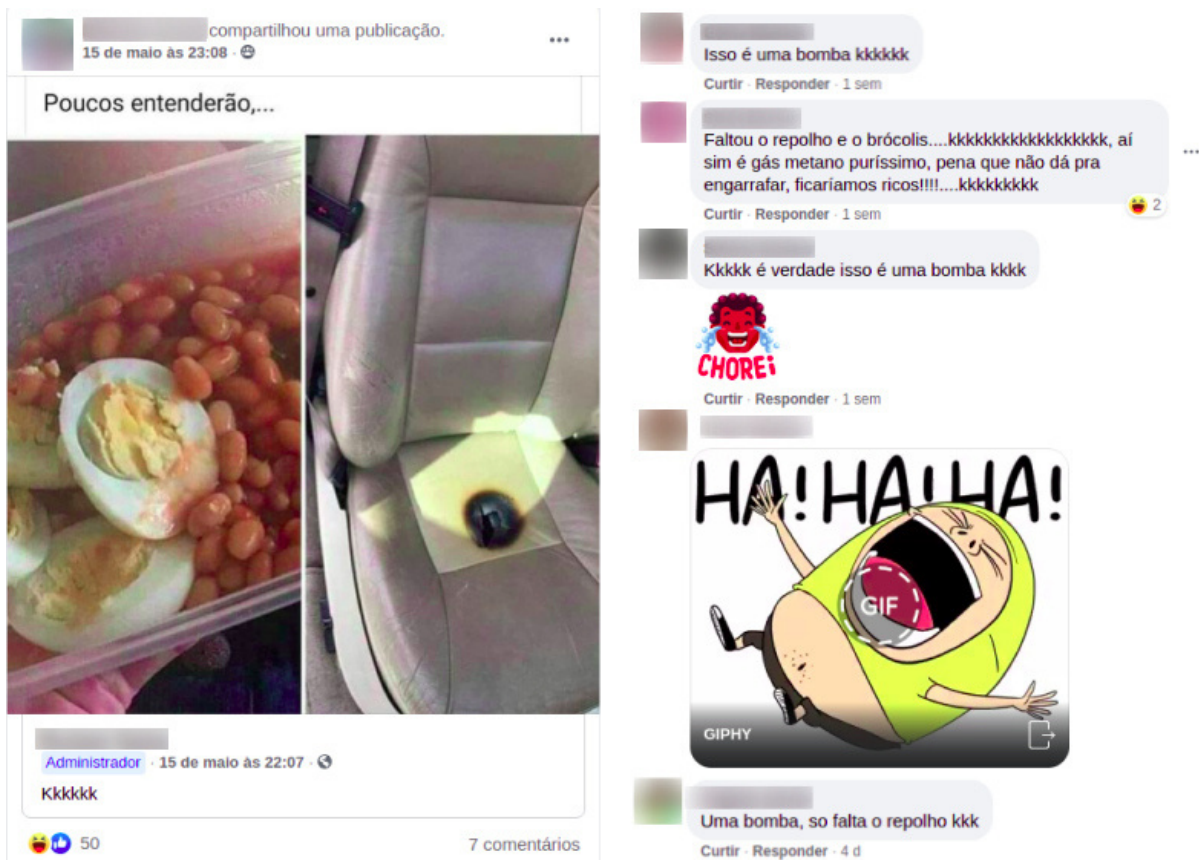 compartilhou uma publicação.
15 de maio às 23:08 ·
Poucos entenderão,...
Administrador · 15 de maio às 22:07 ·
Kkkkkk
50
7 comentários
Isso é uma bomba kkkkkk
Curtir · Responder · 1 sem
Faltou o repolho e o brócolis....kkkkkkkkkkkkkkkkkk, aí
sim é gás metano puríssimo, pena que não dá pra
engarrafar, ficaríamos ricos!!!!....kkkkkkkkk
2
Curtir · Responder · 1 sem
Kkkkk é verdade isso é uma bomba kkkk
CHOREi
Curtir · Responder · 1 sem
HA! HA! HA!
GIF
GIPHY
Uma bomba, so falta o repolho kkk
Curtir · Responder · 4 d